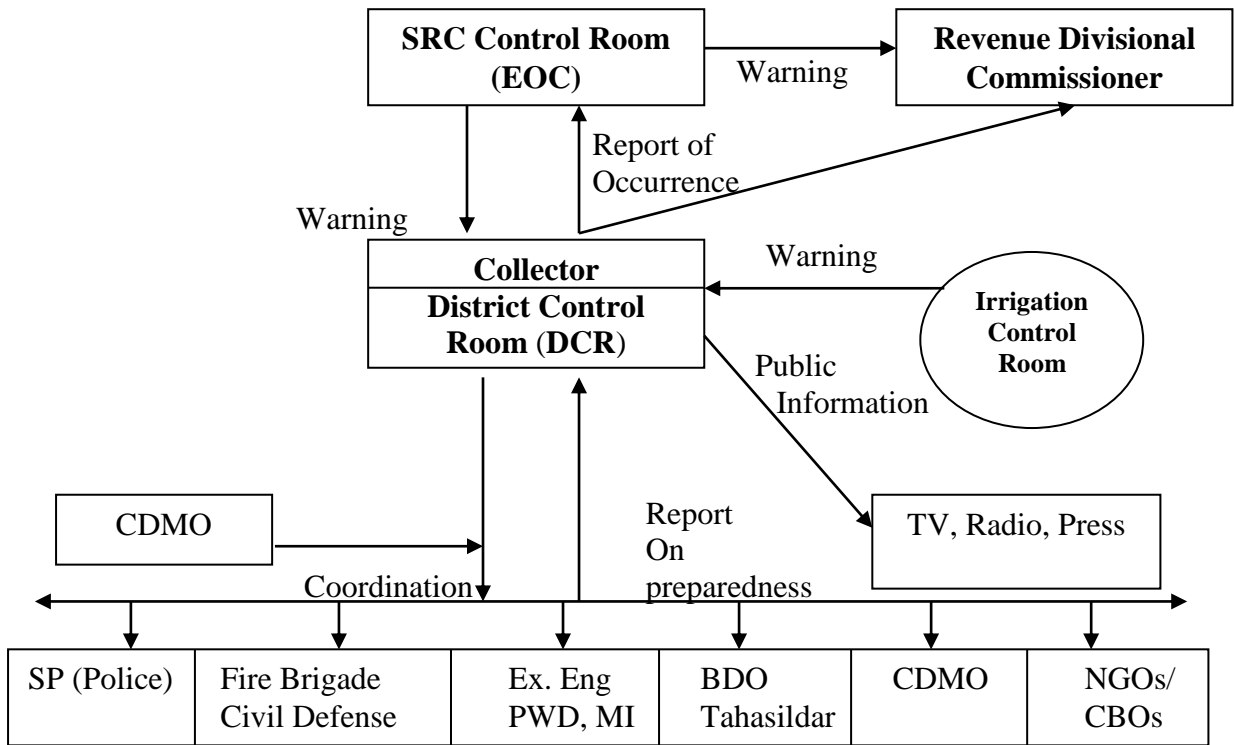 SRC Control Room
(EOC)
Warning
Revenue Divisional
Commissioner
Report of
Occurrence
Warning
Collector
District Control
Room (DCR)
Warning
Irrigation
Control
Room
Public
Information
CDMO
Report
On
preparedness
TV, Radio, Press
Coordination
SP (Police)
Fire Brigade
Civil Defense
Ex. Eng
PWD, MI
BDO
Tahasildar
CDMO
NGOs/
CBOs